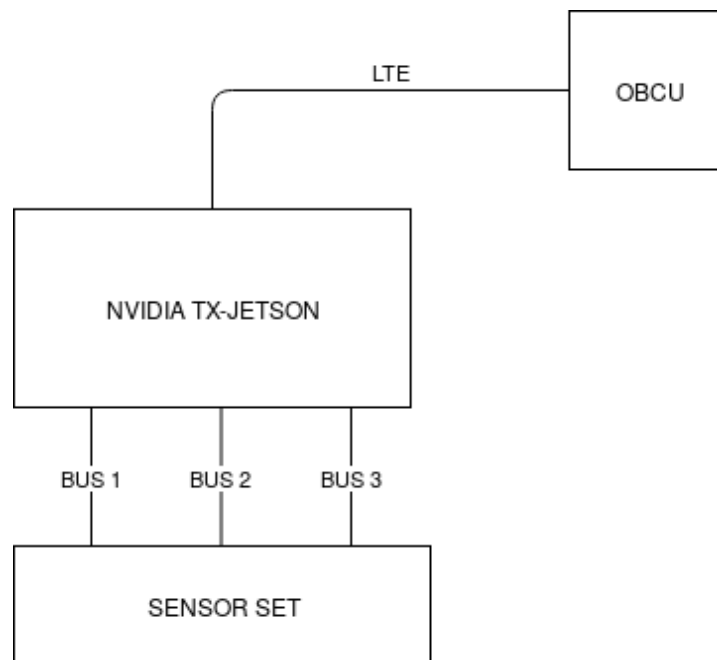 LTE
OBCU
NVIDIA TX-JETSON
BUS 1 BUS 2 BUS 3
SENSOR SET